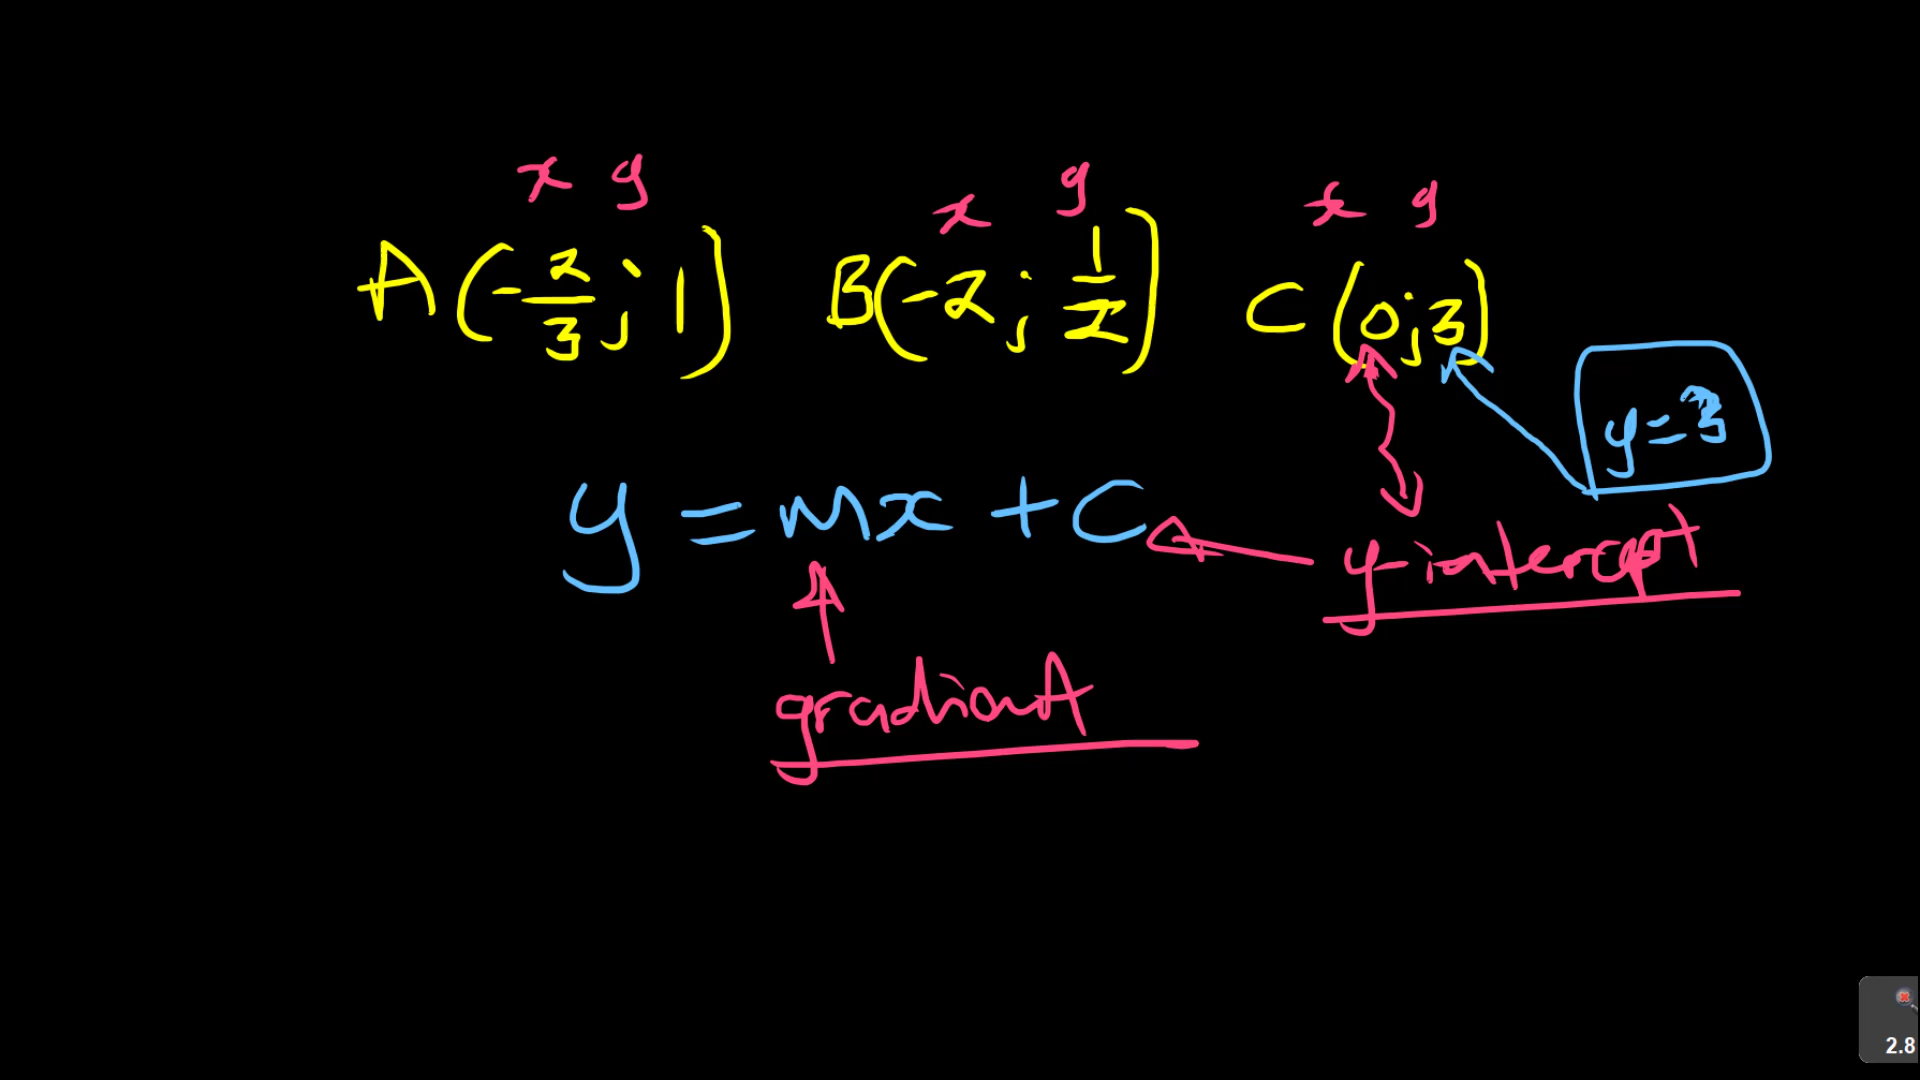 x y x y x y
A(-2/3; 1) B(-2; 1/2) C(0; 3)
y=3
y = mx + c
y-intercept
gradient
2.8